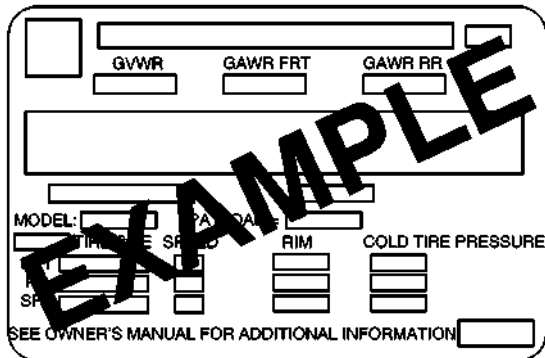 GVWR GAWR FRT GAWR RR
EXAMPLE
MODEL:
RIM COLD TIRE PRESSURE
SEE OWNER'S MANUAL FOR ADDITIONAL INFORMATION